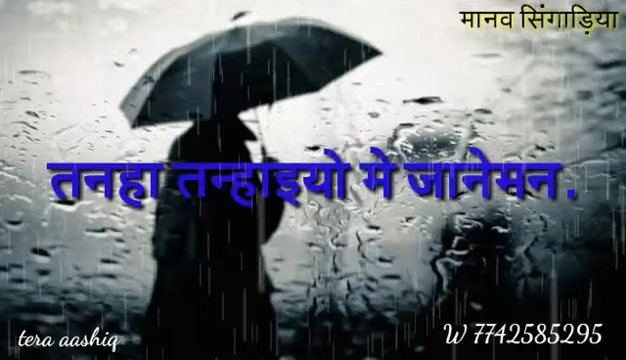 मानव सिंगाड़िया
तनहा तन्हाइयो मे जानेमन.
tera aashiq
W 7742585295